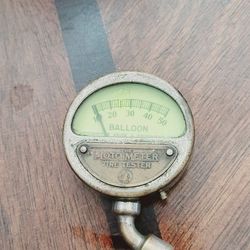 20 30 40 50
BALLOON
MOTO METER
TIRE TESTER